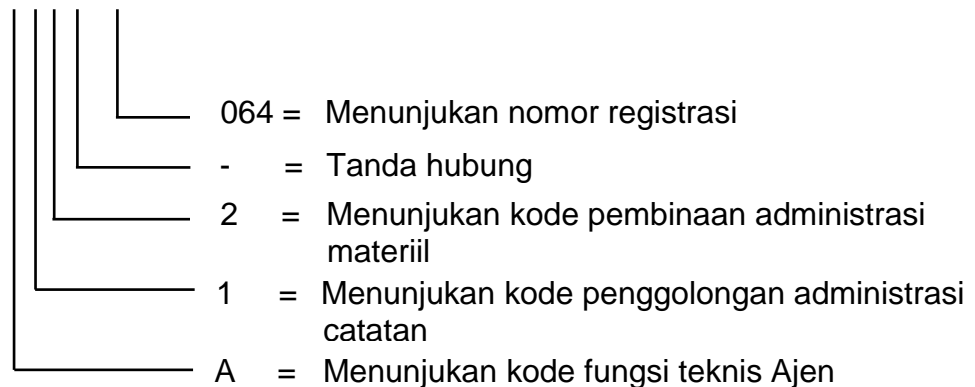 064 = Menunjukan nomor registrasi
- = Tanda hubung
2 = Menunjukan kode pembinaan administrasi
materiil
1 = Menunjukan kode penggolongan administrasi
catatan
A = Menunjukan kode fungsi teknis Ajen